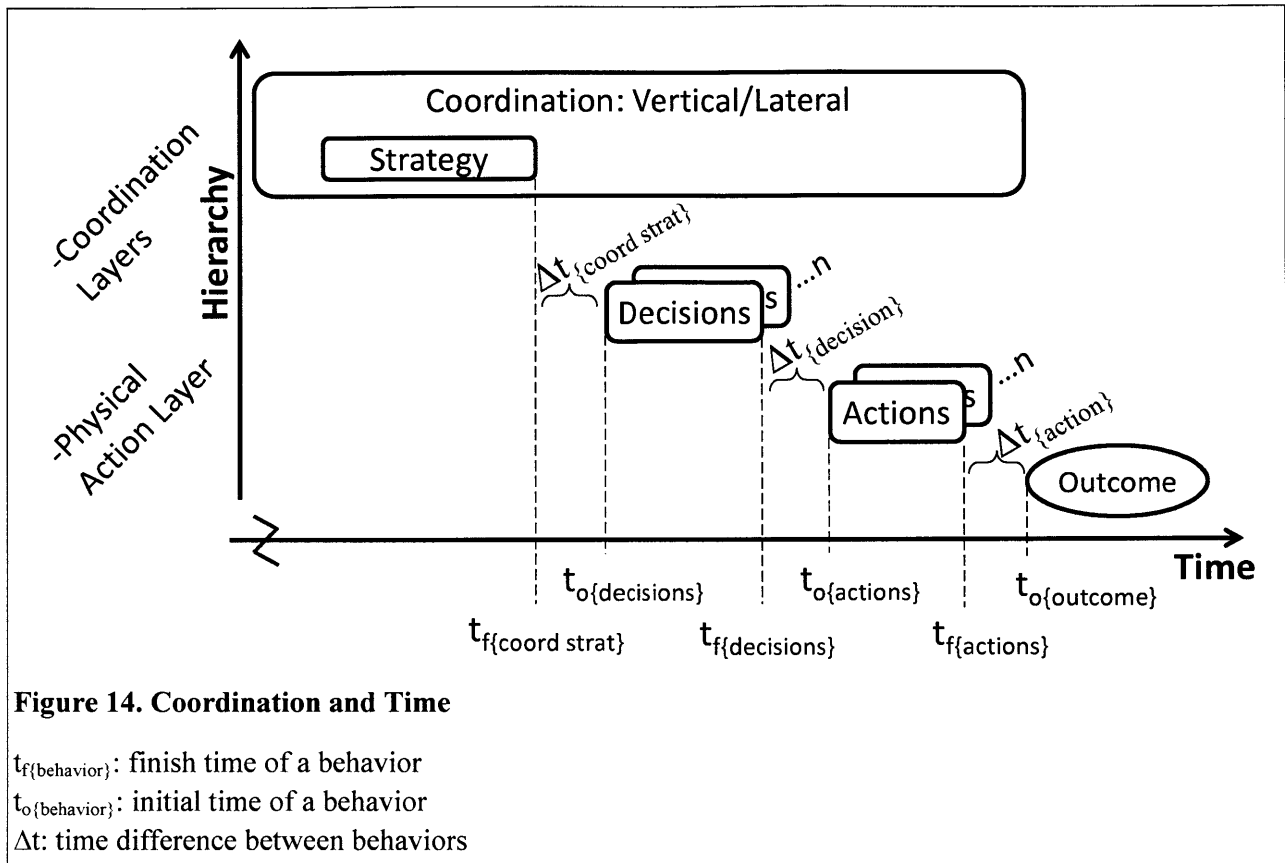 Coordination: Vertical/Lateral
Strategy
-Coordination
Layers
Hierarchy
Δt{coord strat}
Decisions
s
...n
Δt{decision}
-Physical
Action Layer
Actions
s
...n
Δt{action}
Outcome
Time
to{decisions}
to{actions}
to{outcome}
tf{coord strat}
tf{decisions}
tf{actions}
Figure 14. Coordination and Time
tf{behavior}: finish time of a behavior
to{behavior}: initial time of a behavior
Δt: time difference between behaviors